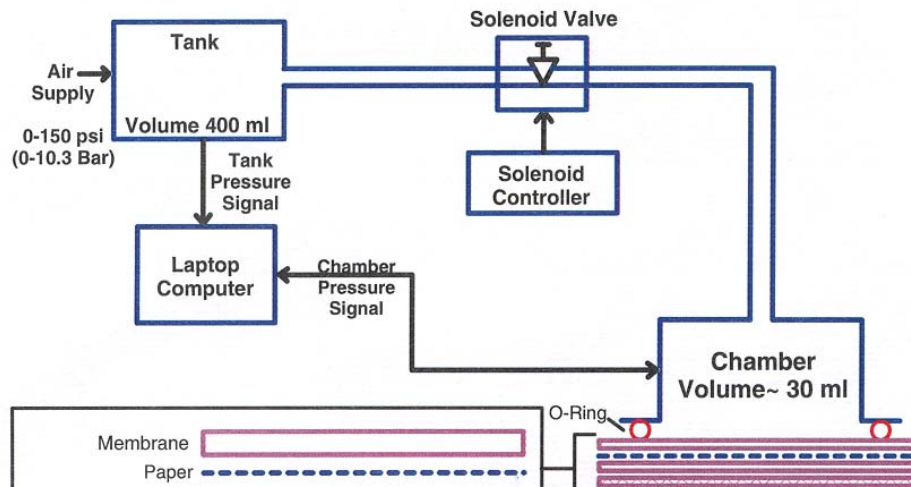 Solenoid Valve
Tank
Air
Supply
Volume 400 ml
0-150 psi
(0-10.3 Bar)
Tank
Pressure
Signal
Solenoid
Controller
Laptop
Computer
Chamber
Pressure
Signal
Chamber
Volume~ 30 ml
O-Ring
Membrane
Paper